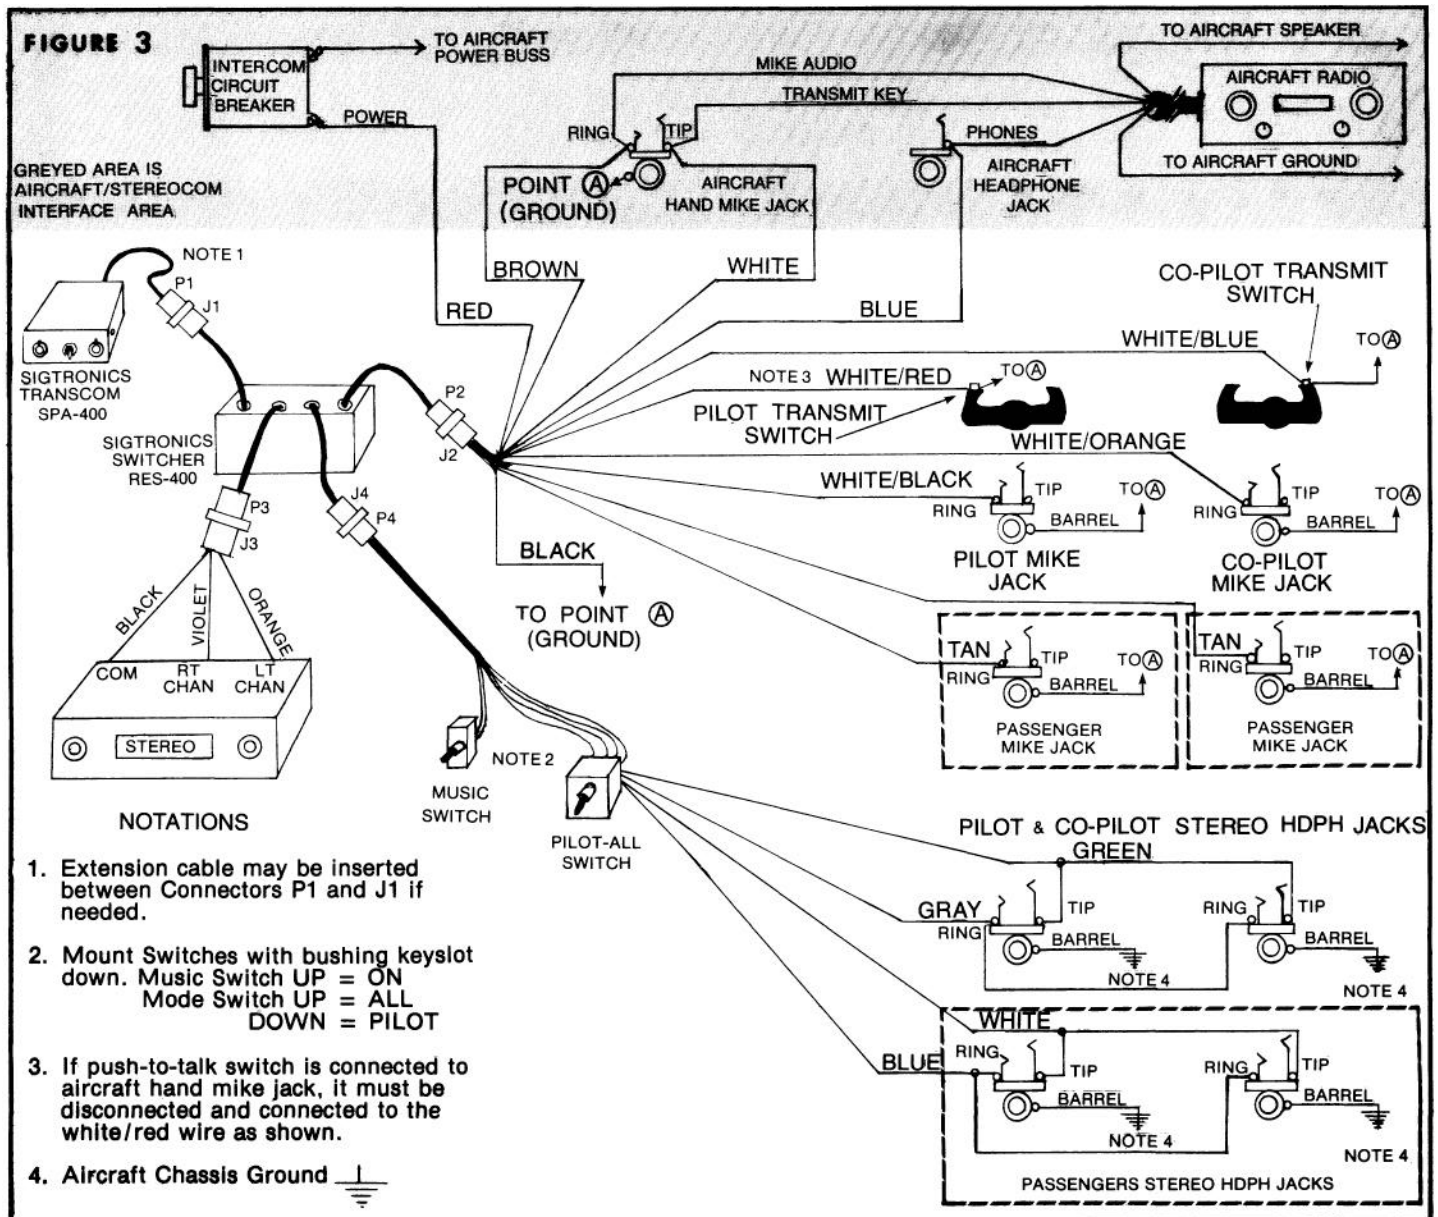 FIGURE 3
INTERCOM
CIRCUIT
BREAKER
TO AIRCRAFT
POWER BUSS
POWER
GREYED AREA IS
AIRCRAFT/STEREOCOM
INTERFACE AREA
MIKE AUDIO
TRANSMIT KEY
RING
TIP
POINT Ⓐ
(GROUND)
AIRCRAFT
HAND MIKE JACK
PHONES
AIRCRAFT
HEADPHONE
JACK
TO AIRCRAFT SPEAKER
AIRCRAFT RADIO
TO AIRCRAFT GROUND
NOTE 1
P1
J1
SIGTRONICS
TRANSCOM
SPA-400
BROWN
WHITE
RED
BLUE
CO-PILOT TRANSMIT
SWITCH
WHITE/BLUE
TO Ⓐ
NOTE 3 WHITE/RED
TO Ⓐ
PILOT TRANSMIT
SWITCH
P2
J2
SIGTRONICS
SWITCHER
RES-400
WHITE/ORANGE
WHITE/BLACK
RING
TIP
BARREL
TO Ⓐ
PILOT MIKE
JACK
RING
TIP
BARREL
TO Ⓐ
CO-PILOT
MIKE JACK
P3
J3
J4
P4
BLACK
TO POINT Ⓐ
(GROUND)
BLACK
VIOLET
ORANGE
COM
RT
CHAN
LT
CHAN
STEREO
TAN
RING
TIP
BARREL
TO Ⓐ
PASSENGER
MIKE JACK
TAN
RING
TIP
BARREL
TO Ⓐ
PASSENGER
MIKE JACK
MUSIC
SWITCH
NOTE 2
PILOT-ALL
SWITCH
PILOT & CO-PILOT STEREO HDPH JACKS
GREEN
GRAY
RING
TIP
BARREL
NOTE 4
RING
TIP
BARREL
NOTE 4
WHITE
BLUE
RING
TIP
BARREL
NOTE 4
RING
TIP
BARREL
NOTE 4
PASSENGERS STEREO HDPH JACKS
NOTATIONS
1. Extension cable may be inserted
between Connectors P1 and J1 if
needed.
2. Mount Switches with bushing keyslot
down. Music Switch UP = ON
Mode Switch UP = ALL
DOWN = PILOT
3. If push-to-talk switch is connected to
aircraft hand mike jack, it must be
disconnected and connected to the
white/red wire as shown.
4. Aircraft Chassis Ground